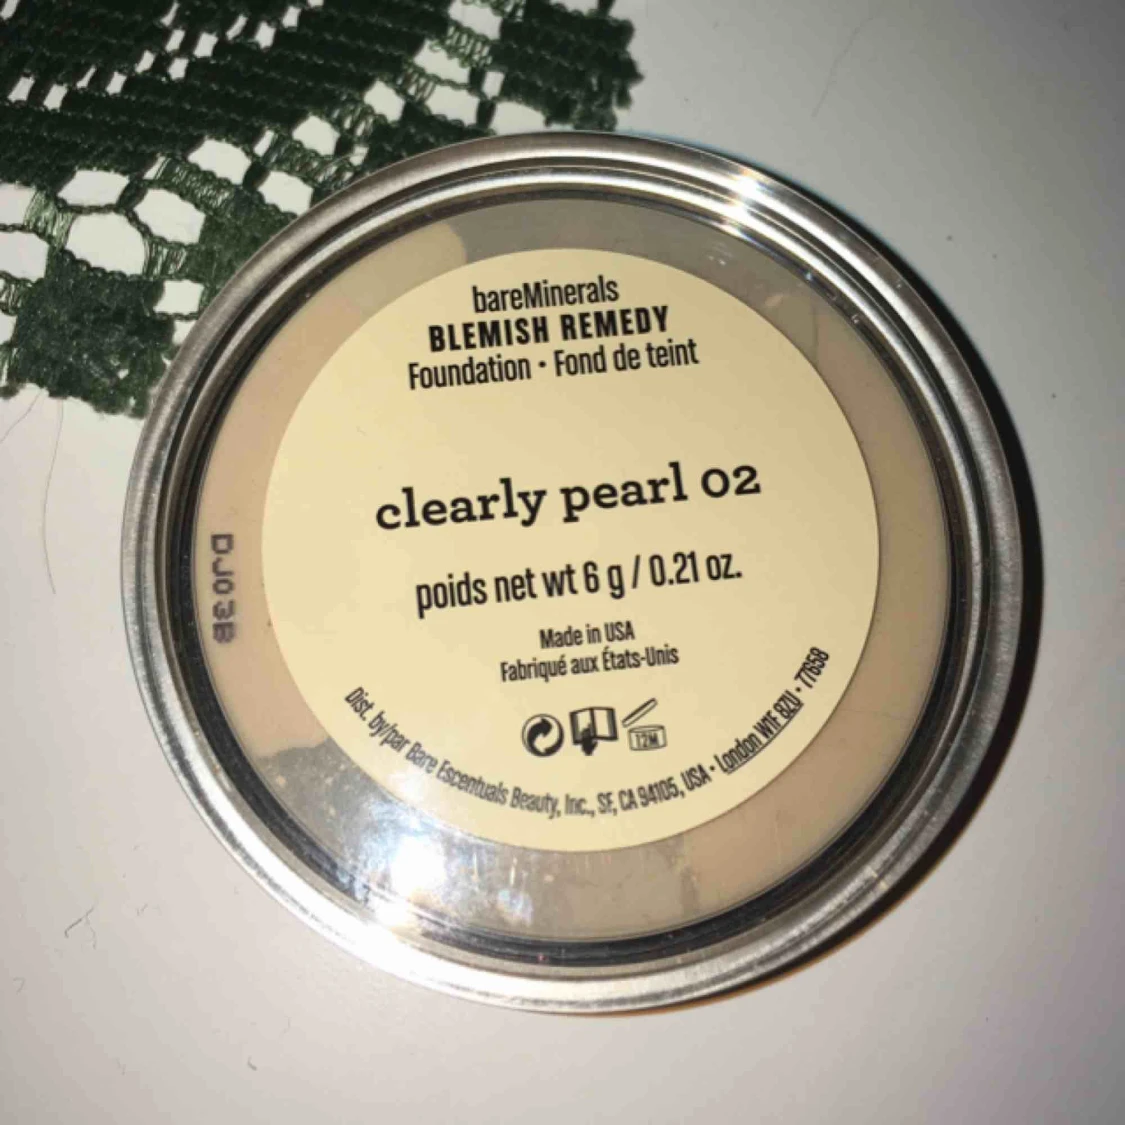 bareMinerals
BLEMISH REMEDY
Foundation • Fond de teint
clearly pearl 02
poids net wt 6 g / 0.21 oz.
Made in USA
Fabriqué aux États-Unis
12M
Dist. by/par Bare Escentuals Beauty, Inc., SF, CA 94105, USA • London W1F 8ZU • 77658
DJ03B